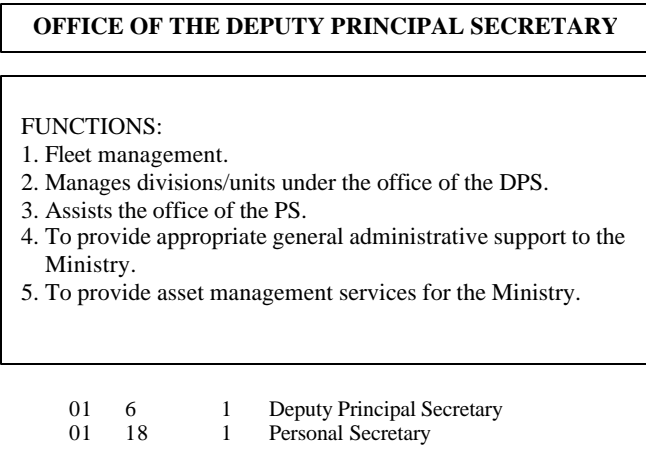 OFFICE OF THE DEPUTY PRINCIPAL SECRETARY
FUNCTIONS:
1. Fleet management.
2. Manages divisions/units under the office of the DPS.
3. Assists the office of the PS.
4. To provide appropriate general administrative support to the
Ministry.
5. To provide asset management services for the Ministry.
01 6 1 Deputy Principal Secretary
01 18 1 Personal Secretary